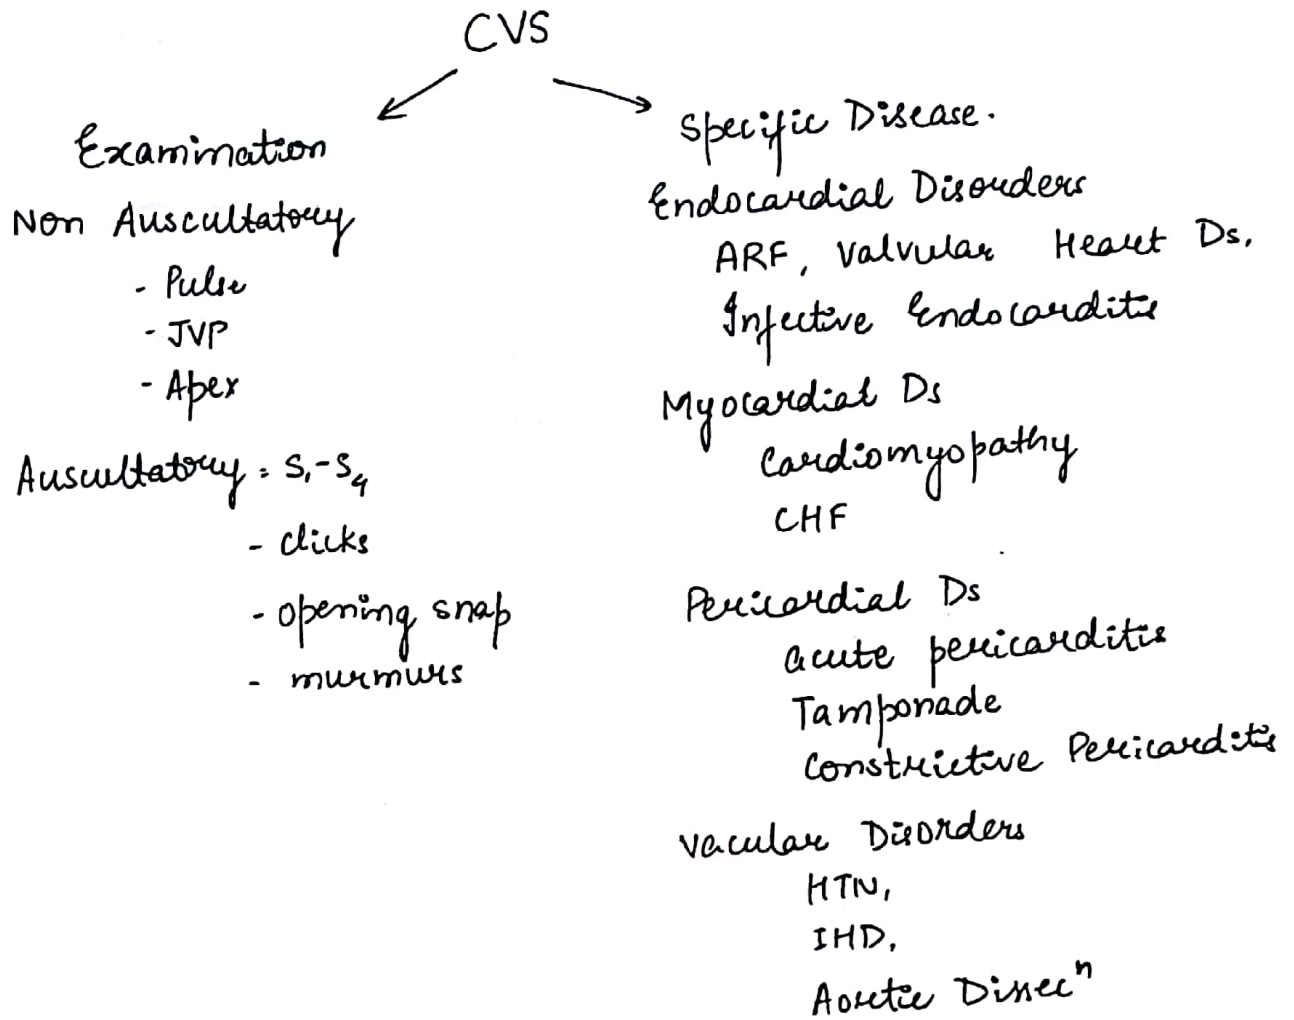 CVS
Examination
Non Auscultatory
- Pulse
- JVP
- Apex
Auscultatory = S1-S4
- clicks
- opening snap
- murmurs
Specific Disease.
Endocardial Disorders
ARF, Valvular Heart Ds,
Infective Endocarditis
Myocardial Ds
Cardiomyopathy
CHF
Pericardial Ds
acute pericarditis
Tamponade
Constrictive Pericarditis
Vacular Disorders
HTN,
IHD,
Aortic Dissecⁿ